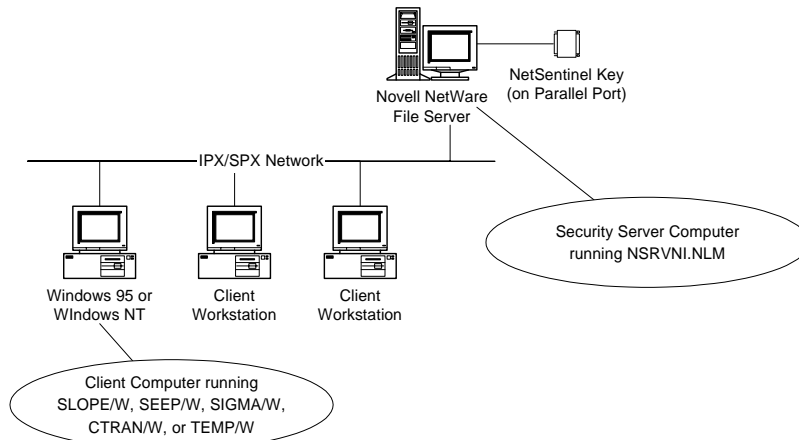 NetSentinel Key
(on Parallel Port)
Novell NetWare
File Server
IPX/SPX Network
Security Server Computer
running NSRVNI.NLM
Windows 95 or
WIndows NT
Client
Workstation
Client
Workstation
Client Computer running
SLOPE/W, SEEP/W, SIGMA/W,
CTRAN/W, or TEMP/W